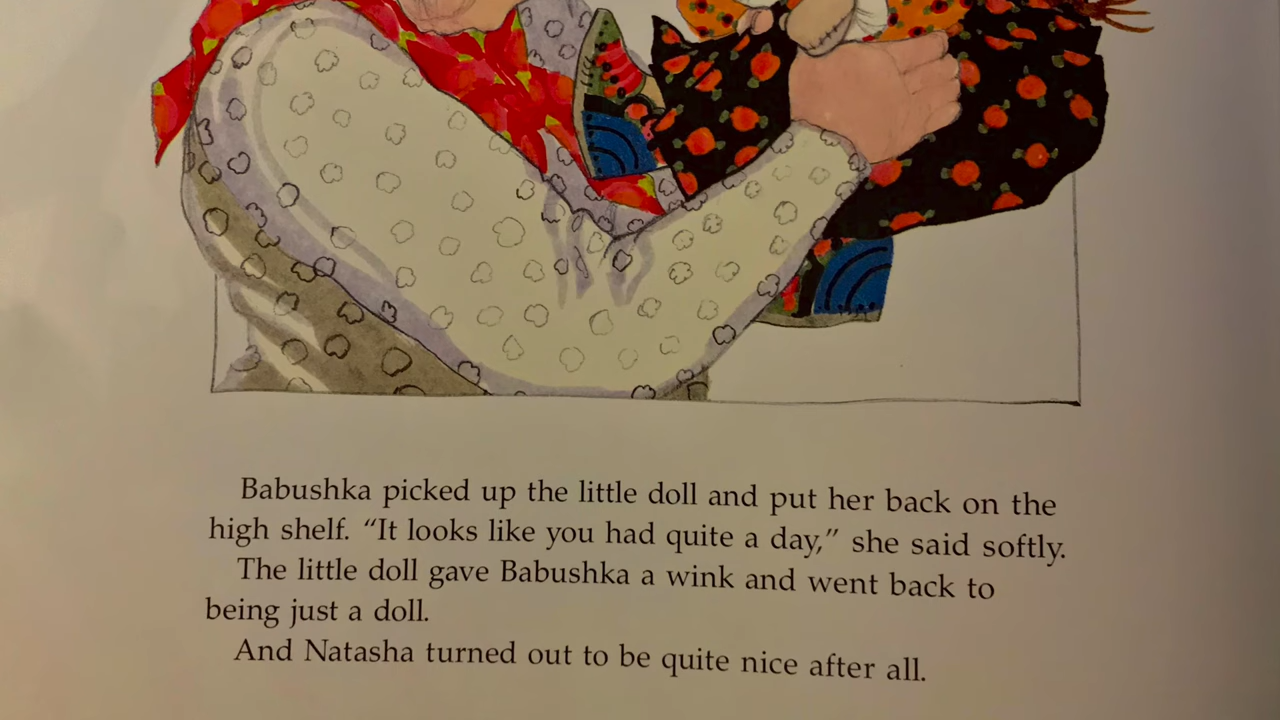 Babushka picked up the little doll and put her back on the
high shelf. “It looks like you had quite a day,” she said softly.
The little doll gave Babushka a wink and went back to
being just a doll.
And Natasha turned out to be quite nice after all.